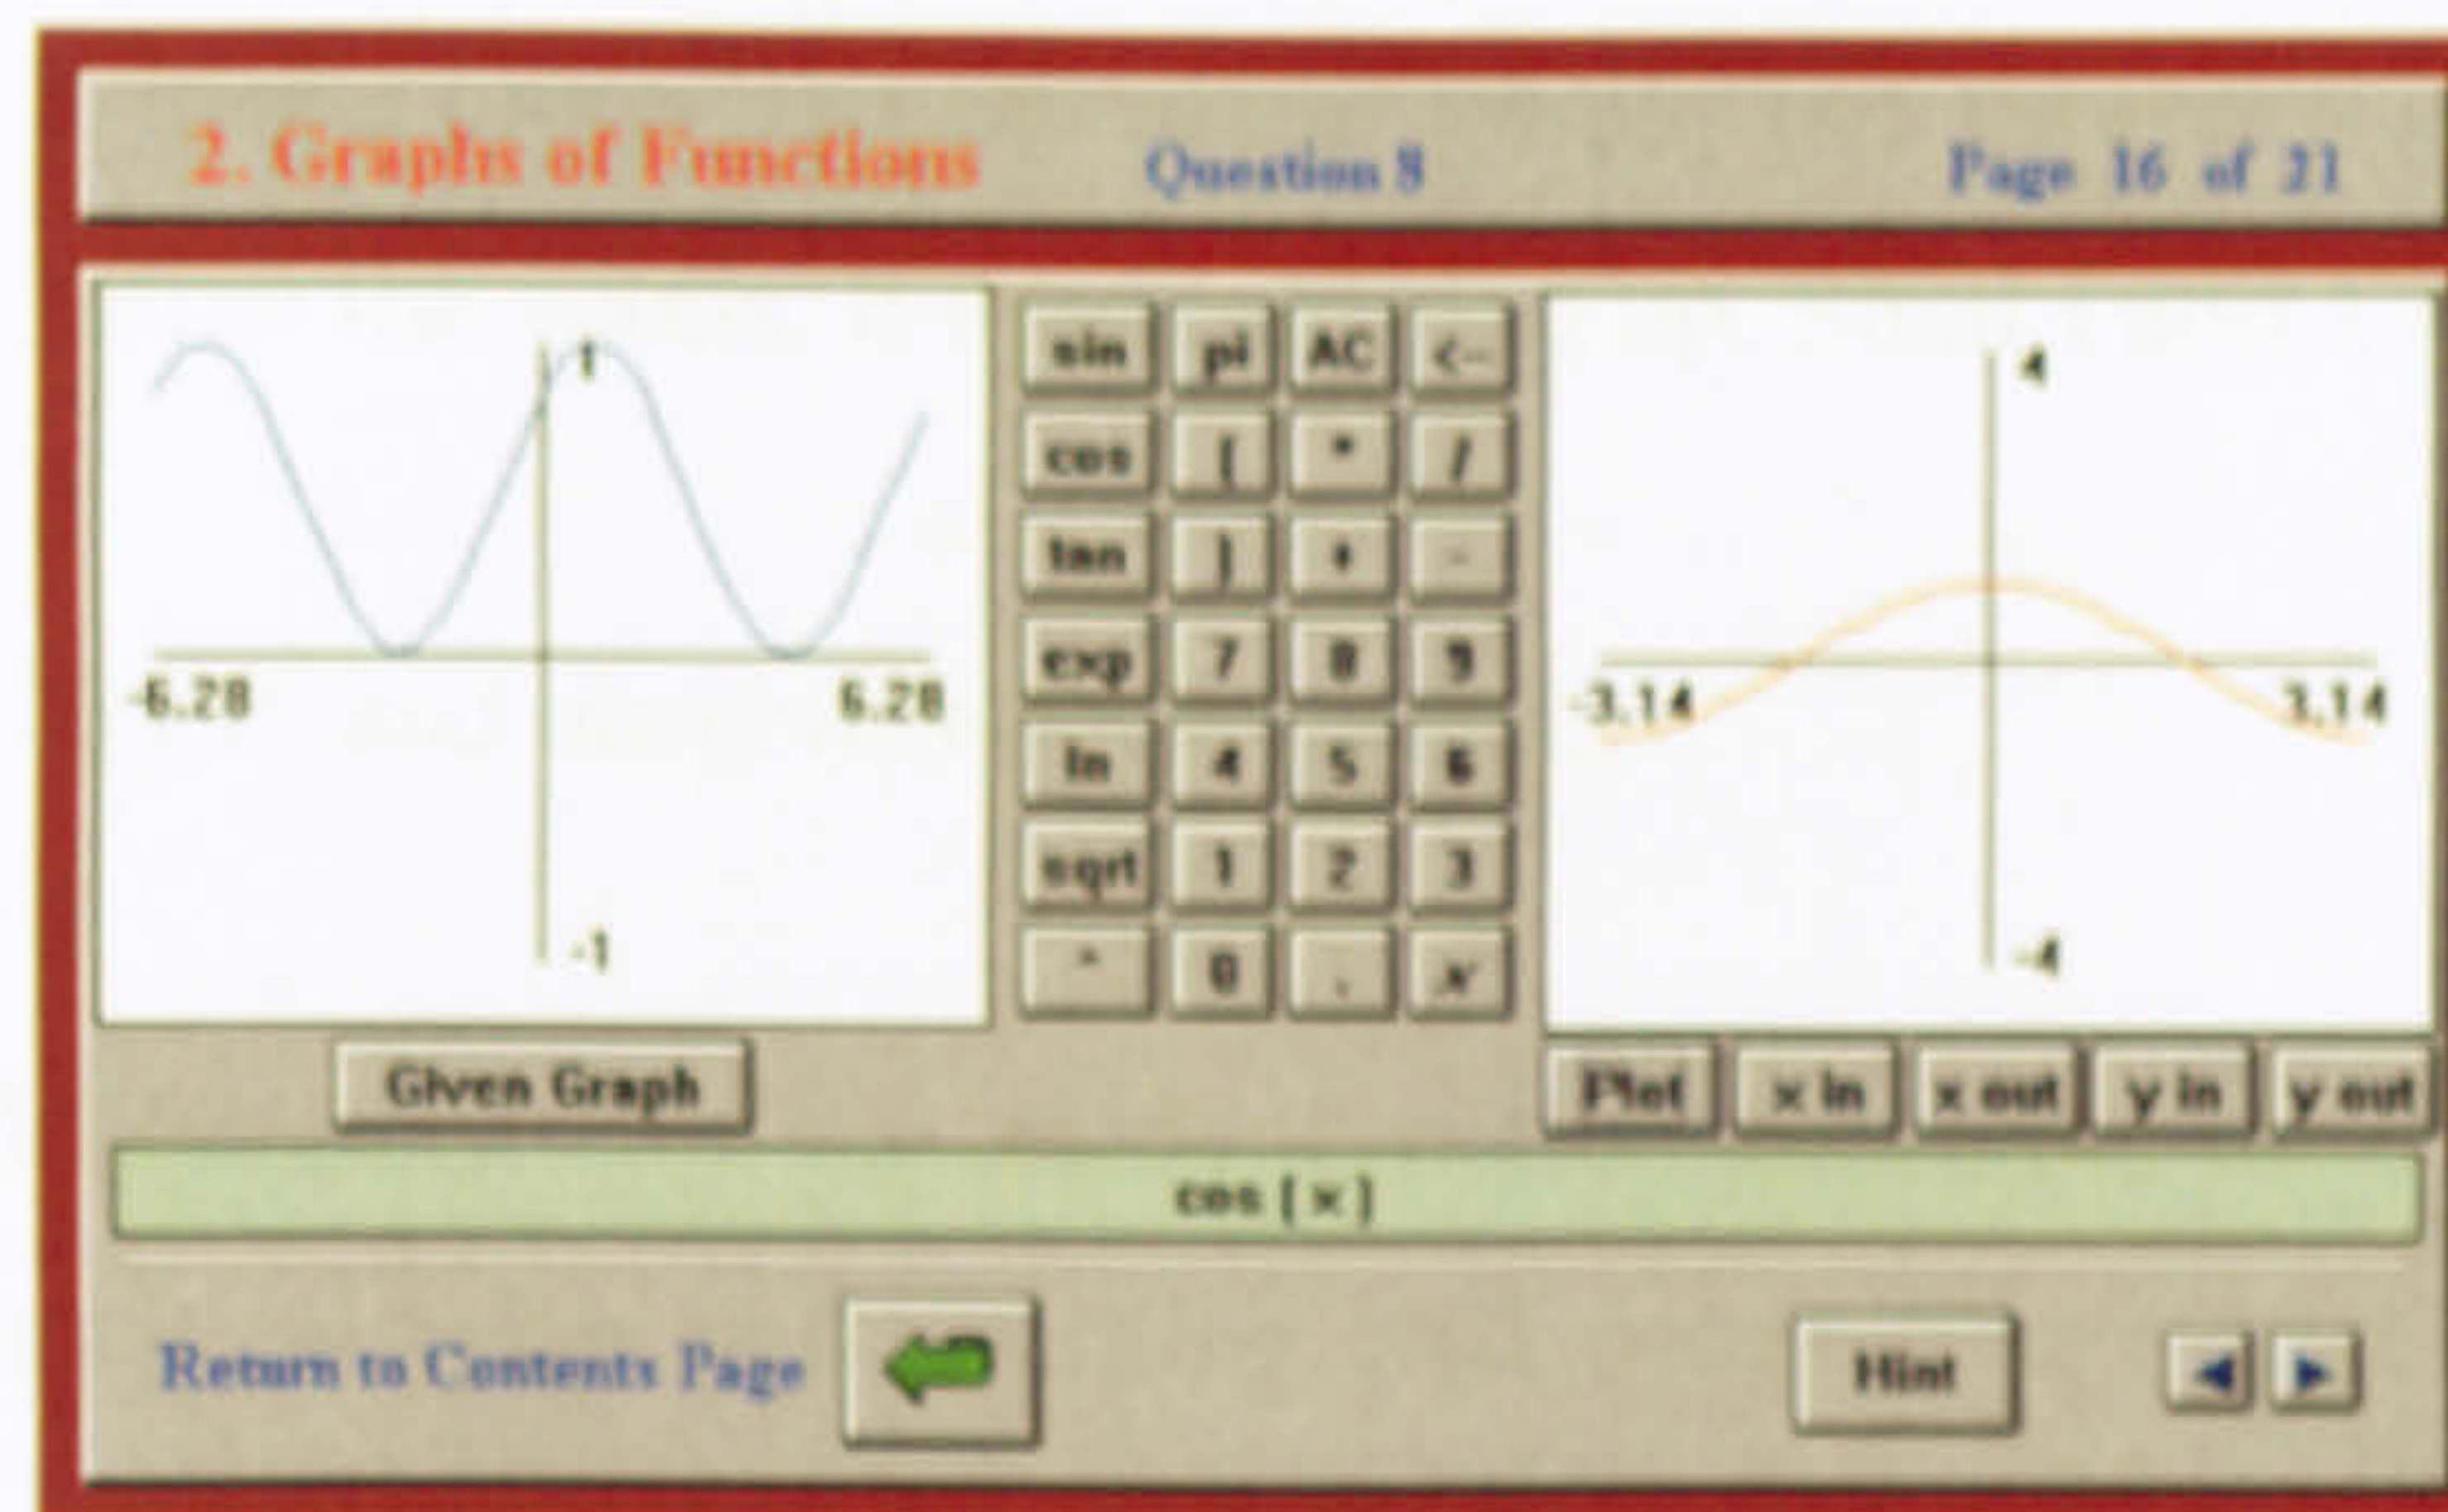 2. Graphs of Functions Question 8 Page 16 of 21
1
-6.28 6.28
-1
Given Graph
sin pi AC <--
cos ( * /
tan ) + -
exp 7 8 9
ln 4 5 6
sqrt 1 2 3
^ 0 . x
4
-3.14 3.14
-4
Plot x in x out y in y out
cos ( x )
Return to Contents Page
Hint